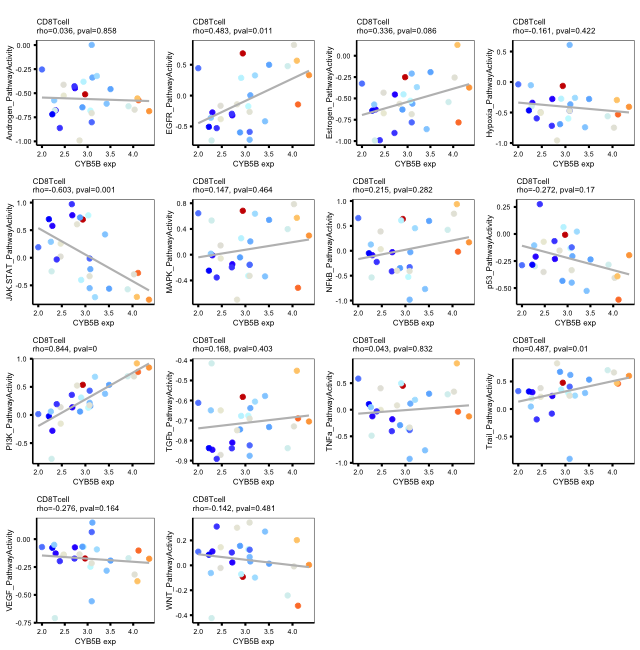 CD8Tcell
rho=0.036, pval=0.858
Androgen_PathwayActivity
0.00
-0.25
-0.50
-0.75
-1.00
2.0 2.5 3.0 3.5 4.0
CYB5B exp
CD8Tcell
rho=0.483, pval=0.011
EGFR_PathwayActivity
0.5
0.0
-0.5
2.0 2.5 3.0 3.5 4.0
CYB5B exp
CD8Tcell
rho=0.336, pval=0.086
Estrogen_PathwayActivity
0.00
-0.25
-0.50
-0.75
-1.00
2.0 2.5 3.0 3.5 4.0
CYB5B exp
CD8Tcell
rho=-0.161, pval=0.422
Hypoxia_PathwayActivity
0.5
0.0
-0.5
-1.0
2.0 2.5 3.0 3.5 4.0
CYB5B exp
CD8Tcell
rho=-0.603, pval=0.001
JAK.STAT_PathwayActivity
1.0
0.5
0.0
-0.5
2.0 2.5 3.0 3.5 4.0
CYB5B exp
CD8Tcell
rho=0.147, pval=0.464
MAPK_PathwayActivity
0.8
0.4
0.0
-0.4
2.0 2.5 3.0 3.5 4.0
CYB5B exp
CD8Tcell
rho=0.215, pval=0.282
NFkB_PathwayActivity
1.0
0.5
0.0
-0.5
-1.0
2.0 2.5 3.0 3.5 4.0
CYB5B exp
CD8Tcell
rho=-0.272, pval=0.17
p53_PathwayActivity
0.25
0.00
-0.25
-0.50
2.0 2.5 3.0 3.5 4.0
CYB5B exp
CD8Tcell
rho=0.844, pval=0
PI3K_PathwayActivity
1.0
0.5
0.0
-0.5
2.0 2.5 3.0 3.5 4.0
CYB5B exp
CD8Tcell
rho=0.168, pval=0.403
TGFb_PathwayActivity
-0.4
-0.5
-0.6
-0.7
-0.8
-0.9
2.0 2.5 3.0 3.5 4.0
CYB5B exp
CD8Tcell
rho=0.043, pval=0.832
TNFa_PathwayActivity
0.5
0.0
-0.5
-1.0
2.0 2.5 3.0 3.5 4.0
CYB5B exp
CD8Tcell
rho=0.487, pval=0.01
Trail_PathwayActivity
0.5
0.0
-0.5
-1.0
2.0 2.5 3.0 3.5 4.0
CYB5B exp
CD8Tcell
rho=-0.276, pval=0.164
VEGF_PathwayActivity
0.00
-0.25
-0.50
-0.75
2.0 2.5 3.0 3.5 4.0
CYB5B exp
CD8Tcell
rho=-0.142, pval=0.481
WNT_PathwayActivity
0.2
0.0
-0.2
-0.4
2.0 2.5 3.0 3.5 4.0
CYB5B exp